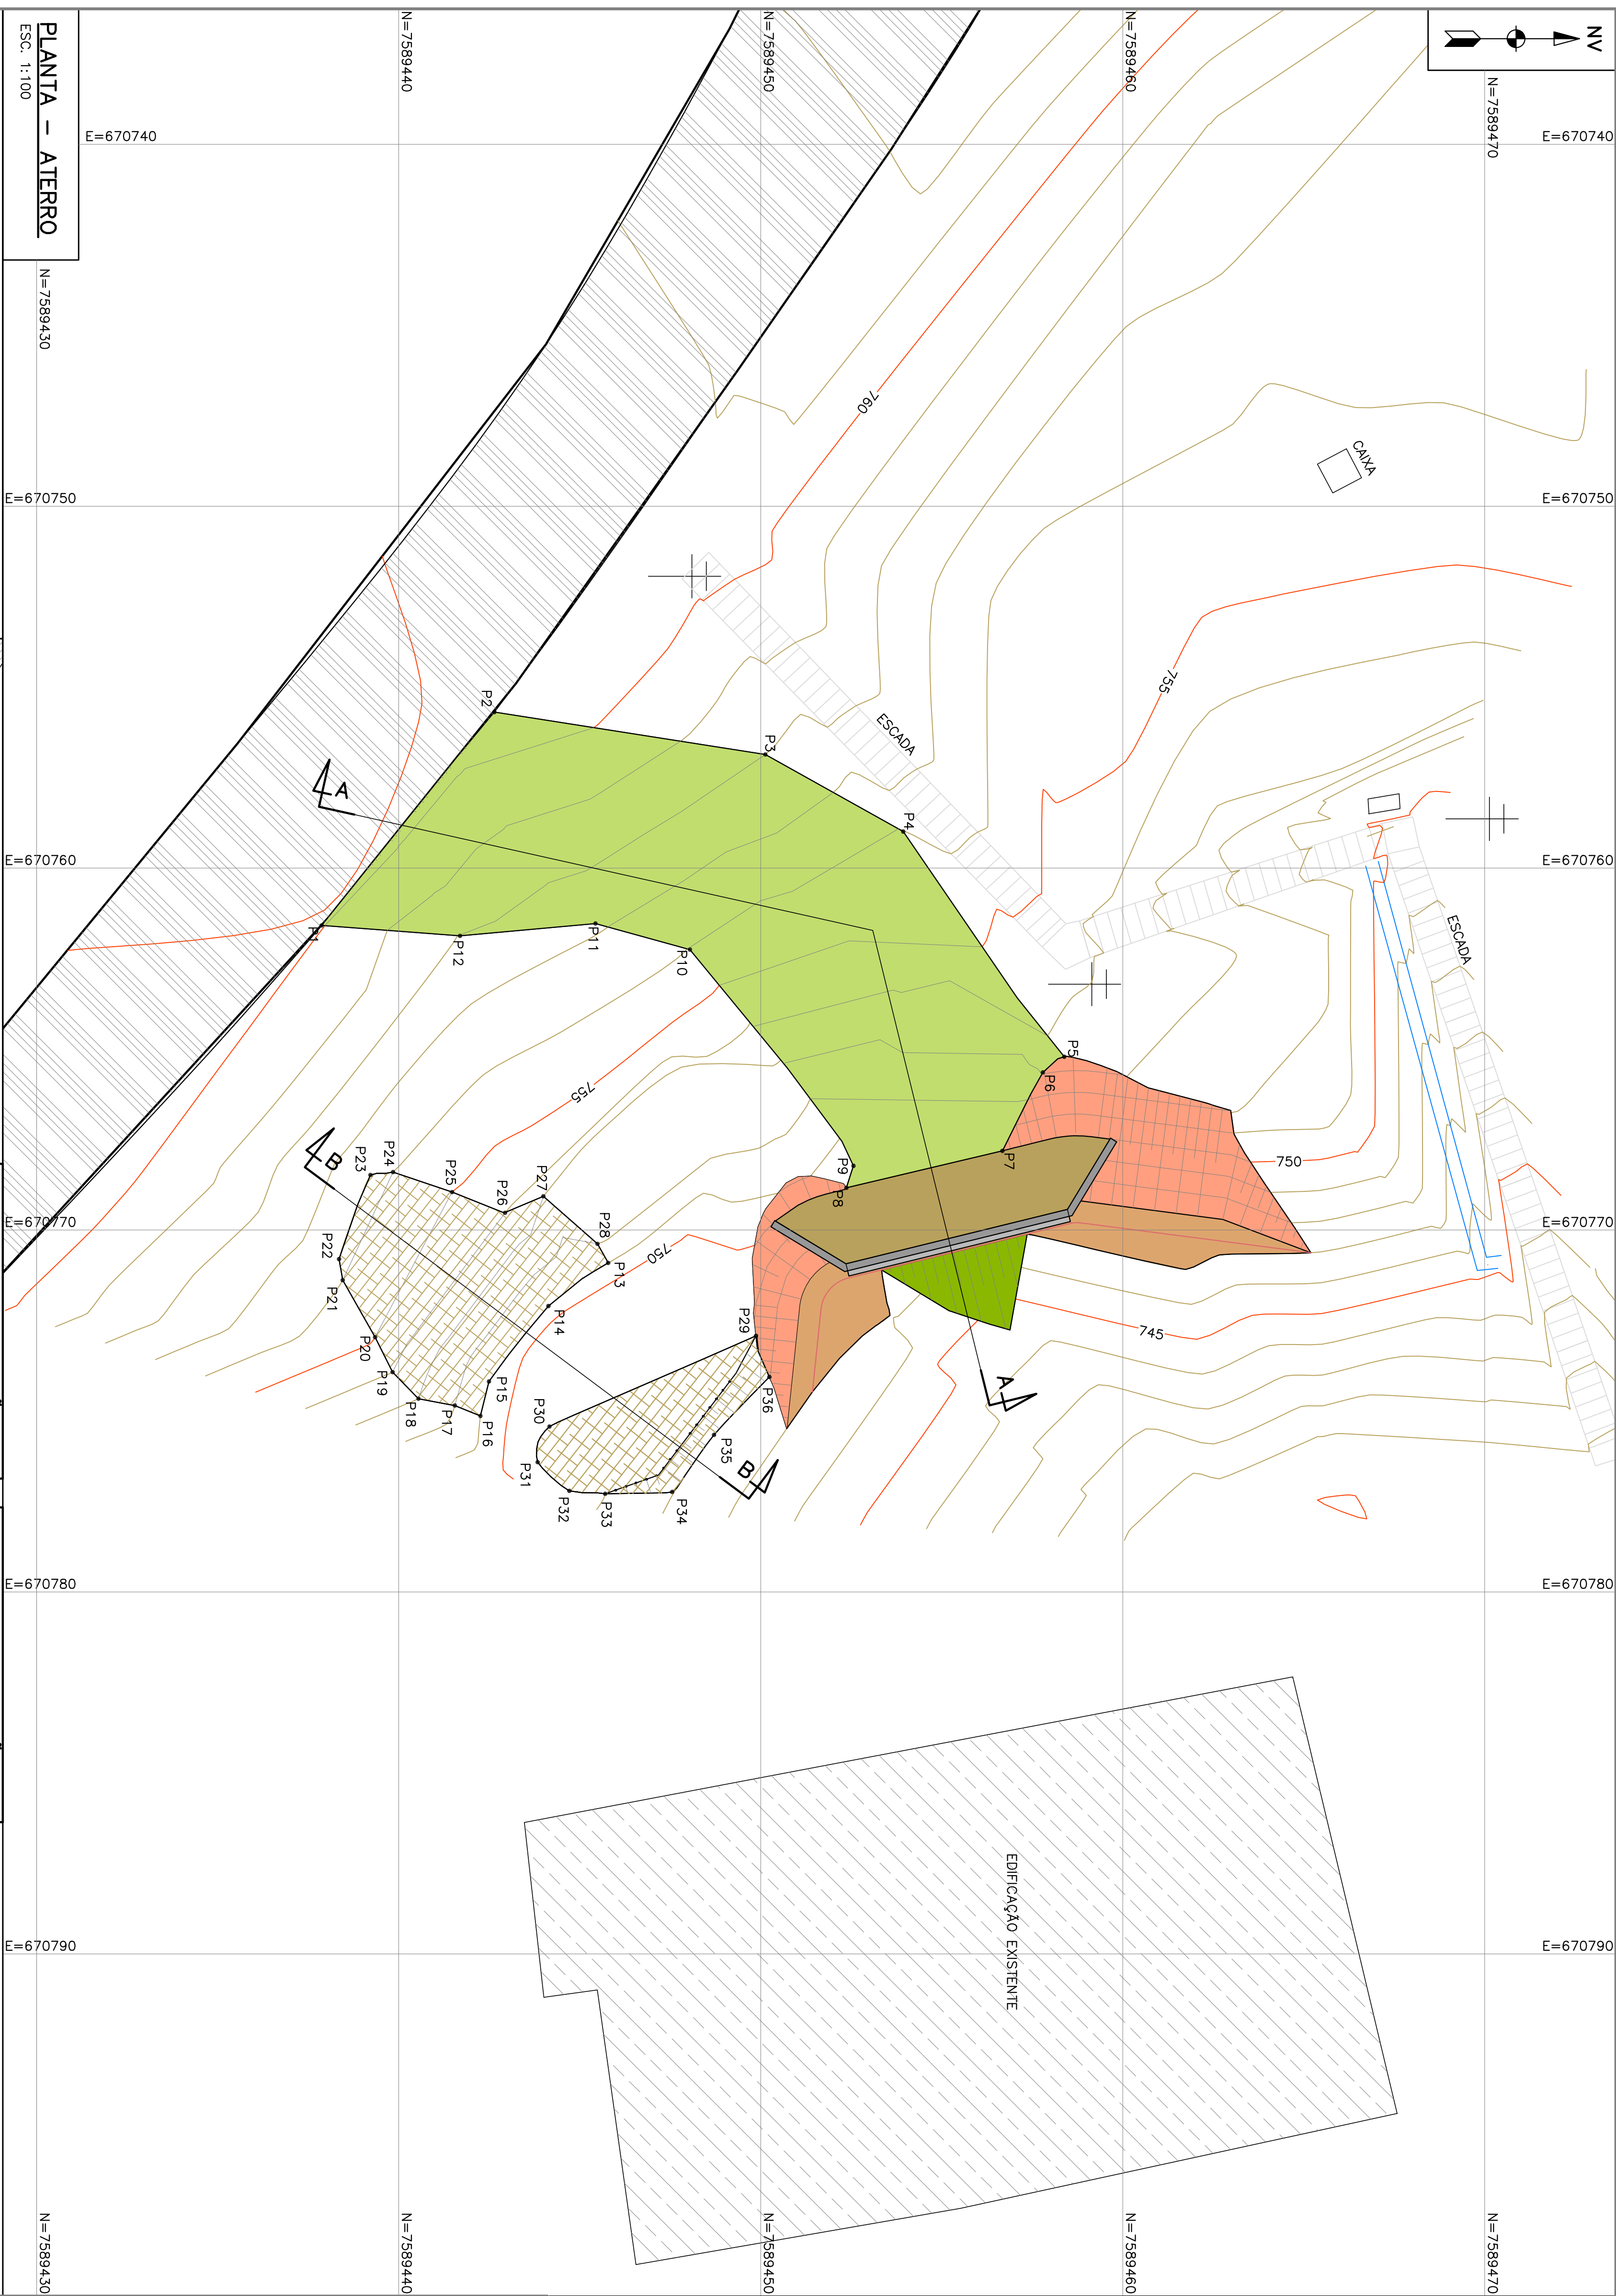 PLANTA - ATERRO
ESC. 1:100
NV
N=7589430
N=7589440
N=7589450
N=7589460
N=7589470
E=670740
E=670740
E=670750
E=670750
E=670760
E=670760
E=670770
E=670770
E=670780
E=670780
E=670790
E=670790
N=7589430
N=7589440
N=7589450
N=7589460
N=7589470
760
755
755
750
750
745
CAIXA
ESCADA
ESCADA
A
A
B
B
P1
P2
P3
P4
P5
P6
P7
P8
P9
P10
P11
P12
P13
P14
P15
P16
P17
P18
P19
P20
P21
P22
P23
P24
P25
P26
P27
P28
P29
P30
P31
P32
P33
P34
P35
P36
EDIFICAÇÃO EXISTENTE